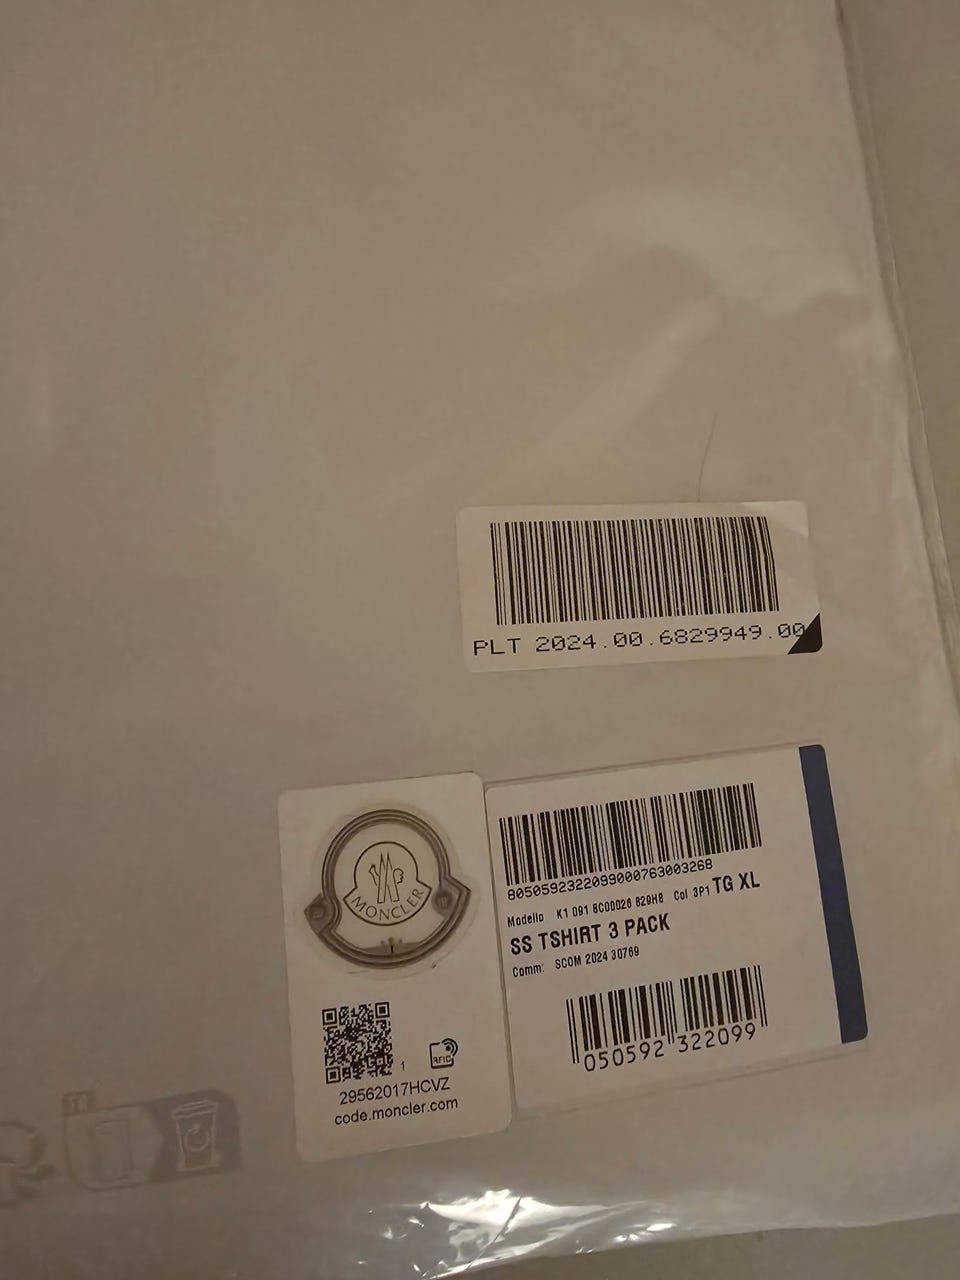 PLT 2024.00.6829949.00
MONCLER
1
RFID
29562017HCVZ
code.moncler.com
8050592322099000763003268
Modello K1 091 8C00026 829H8 Col 3P1 TG XL
SS TSHIRT 3 PACK
Comm: SCOM 2024 30769
050592 322099